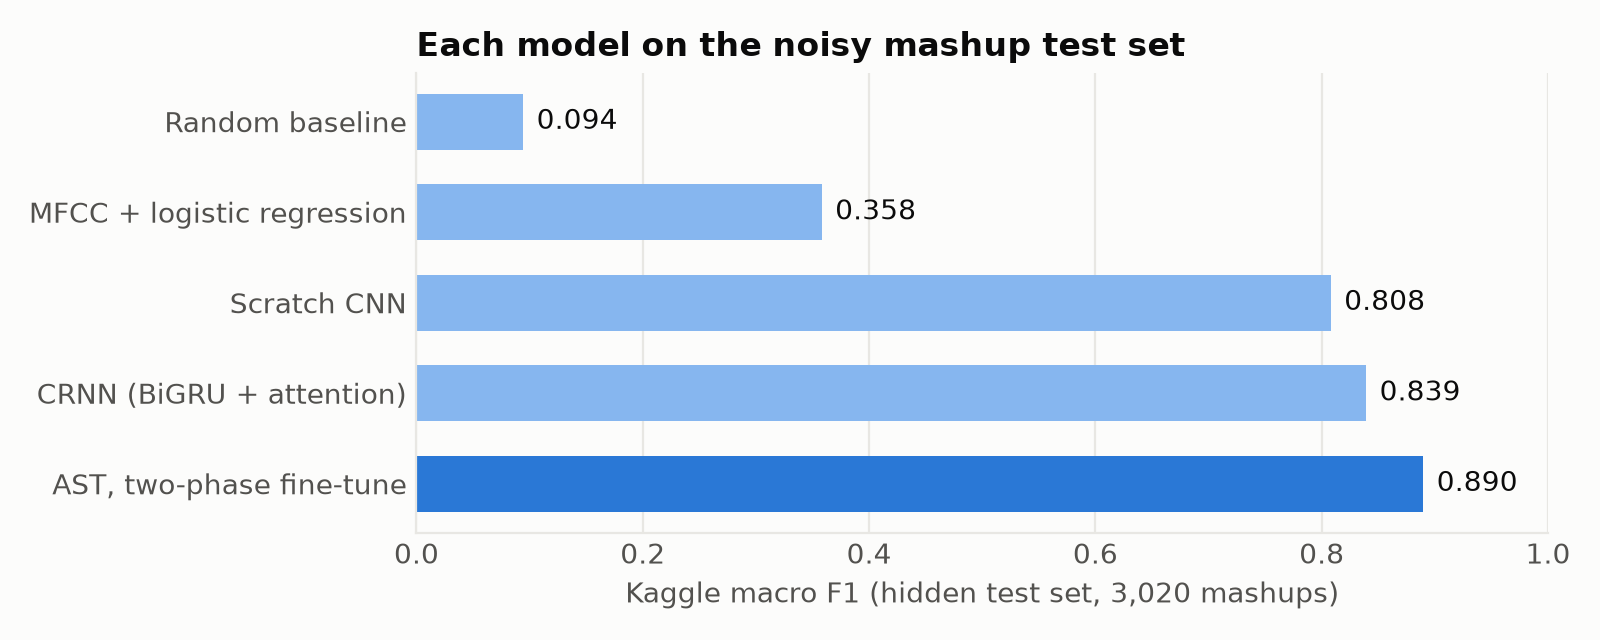 Each model on the noisy mashup test set
Random baseline 0.094
MFCC + logistic regression 0.358
Scratch CNN 0.808
CRNN (BiGRU + attention) 0.839
AST, two-phase fine-tune 0.890
0.0 0.2 0.4 0.6 0.8 1.0
Kaggle macro F1 (hidden test set, 3,020 mashups)